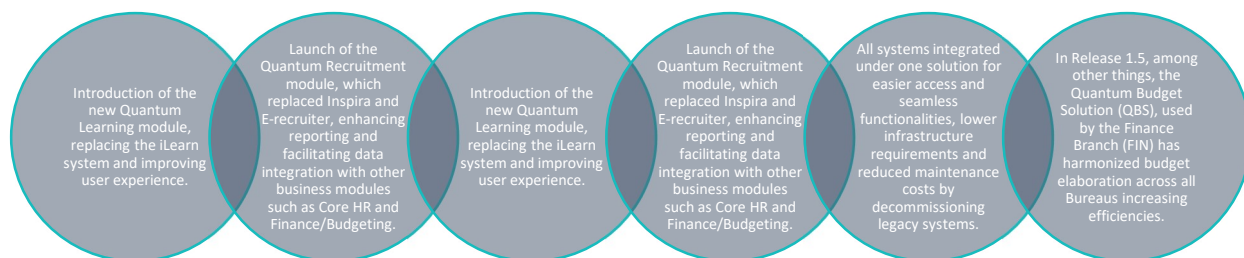 Introduction of the
new Quantum
Learning module,
replacing the iLearn
system and improving
user experience.
Launch of the
Quantum Recruitment
module, which
replaced Inspira and
E-recruiter, enhancing
reporting and
facilitating data
integration with other
business modules
such as Core HR and
Finance/Budgeting.
Introduction of the
new Quantum
Learning module,
replacing the iLearn
system and improving
user experience.
Launch of the
Quantum Recruitment
module, which
replaced Inspira and
E-recruiter, enhancing
reporting and
facilitating data
integration with other
business modules
such as Core HR and
Finance/Budgeting.
All systems integrated
under one solution for
easier access and
seamless
functionalities, lower
infrastructure
requirements and
reduced maintenance
costs by
decommissioning
legacy systems.
In Release 1.5, among
other things, the
Quantum Budget
Solution (QBS), used
by the Finance
Branch (FIN) has
harmonized budget
elaboration across all
Bureaus increasing
efficiencies.